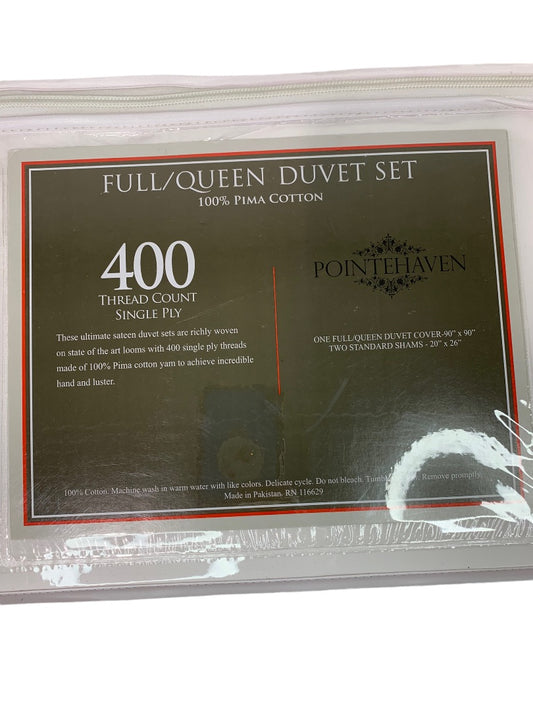 FULL/QUEEN DUVET SET
100% PIMA COTTON
400
THREAD COUNT
SINGLE PLY
These ultimate sateen duvet sets are richly woven
on state of the art looms with 400 single ply threads
made of 100% Pima cotton yarn to achieve incredible
hand and luster.
POINTEHAVEN
ONE FULL/QUEEN DUVET COVER-90" x 90"
TWO STANDARD SHAMS - 20" x 26"
100% Cotton. Machine wash in warm water with like colors. Delicate cycle. Do not bleach. Remove promptly.
Made in Pakistan. RN 116629